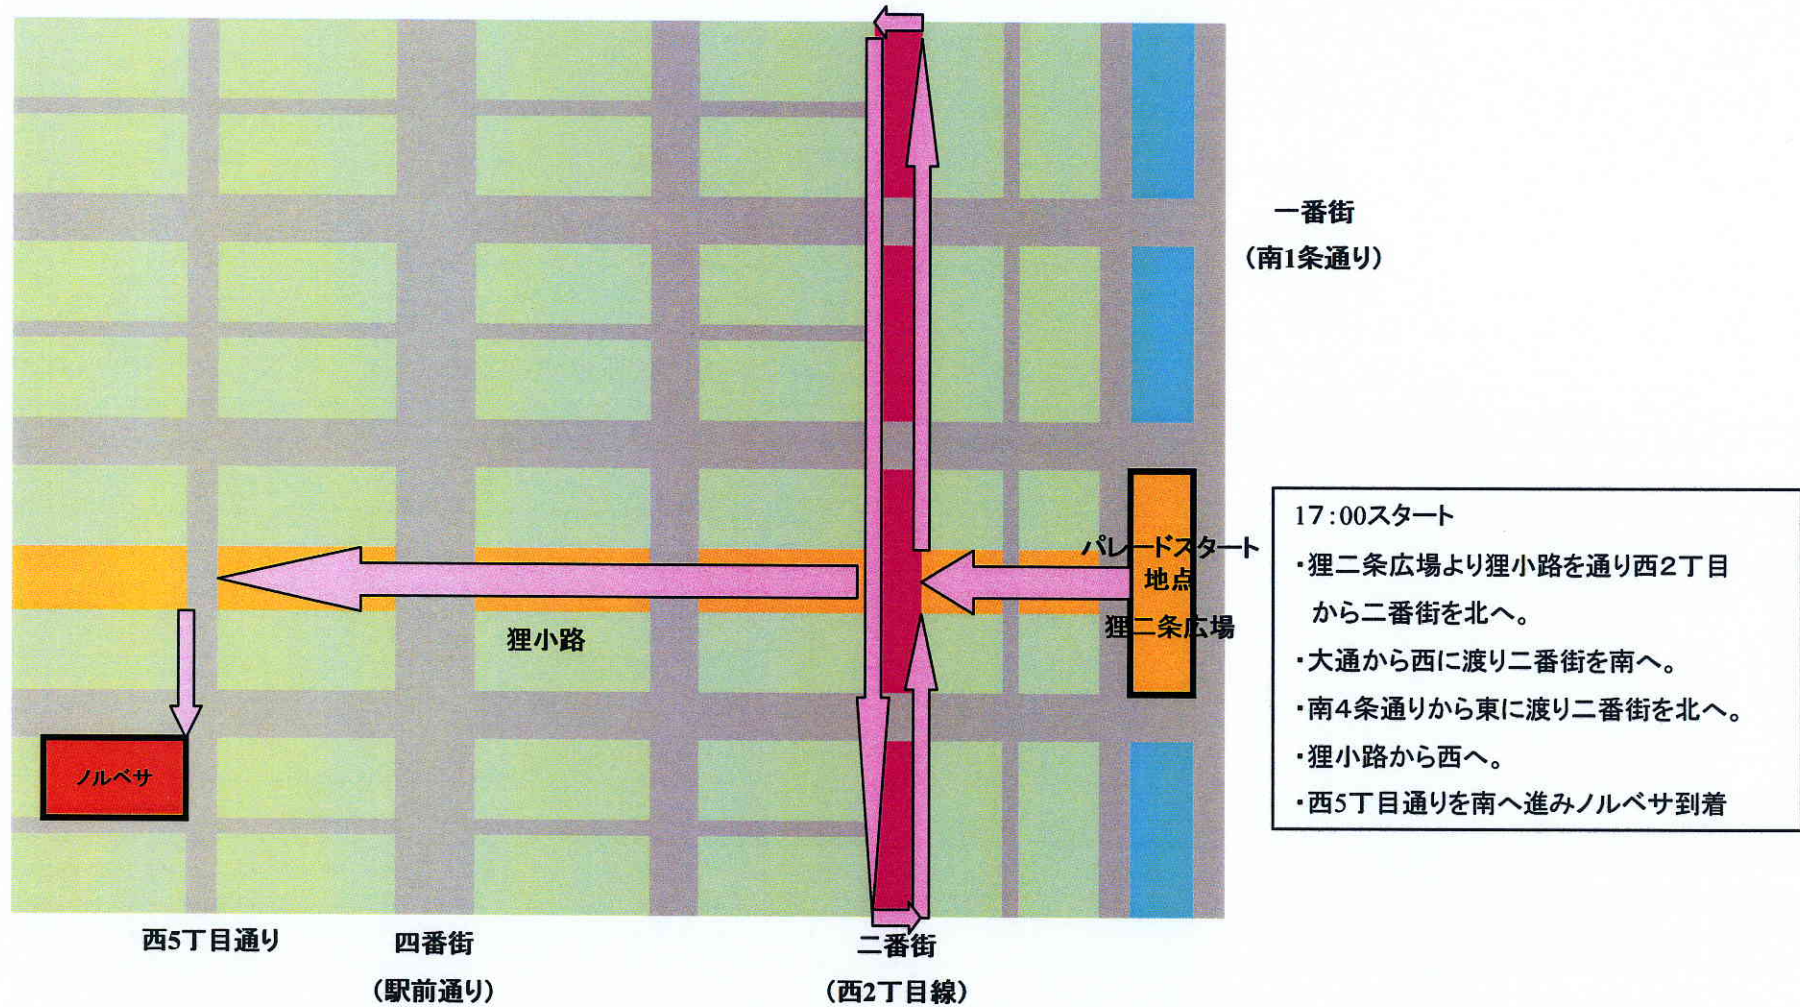 一番街
（南1条通り）
パレードスタート
地点
狸二条広場
狸小路
ノルベサ
17：00スタート
・狸二条広場より狸小路を通り西２丁目
から二番街を北へ。
・大通から西に渡り二番街を南へ。
・南４条通りから東に渡り二番街を北へ。
・狸小路から西へ。
・西5丁目通りを南へ進みノルベサ到着
西5丁目通り
四番街
（駅前通り）
二番街
（西2丁目線）